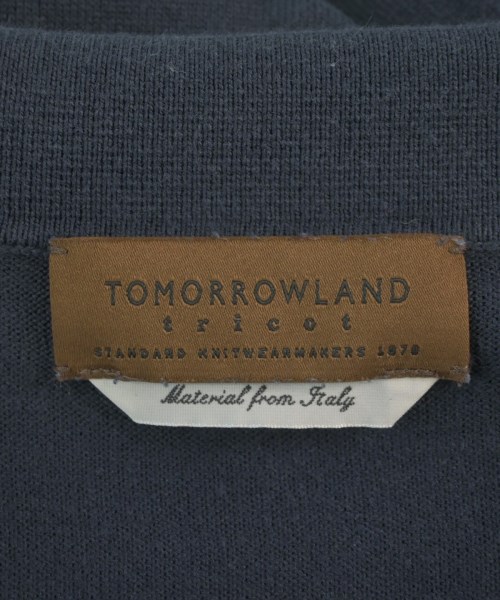 TOMORROWLAND
tricot
STANDARD KNITWEARMAKERS 1878
Material from Italy